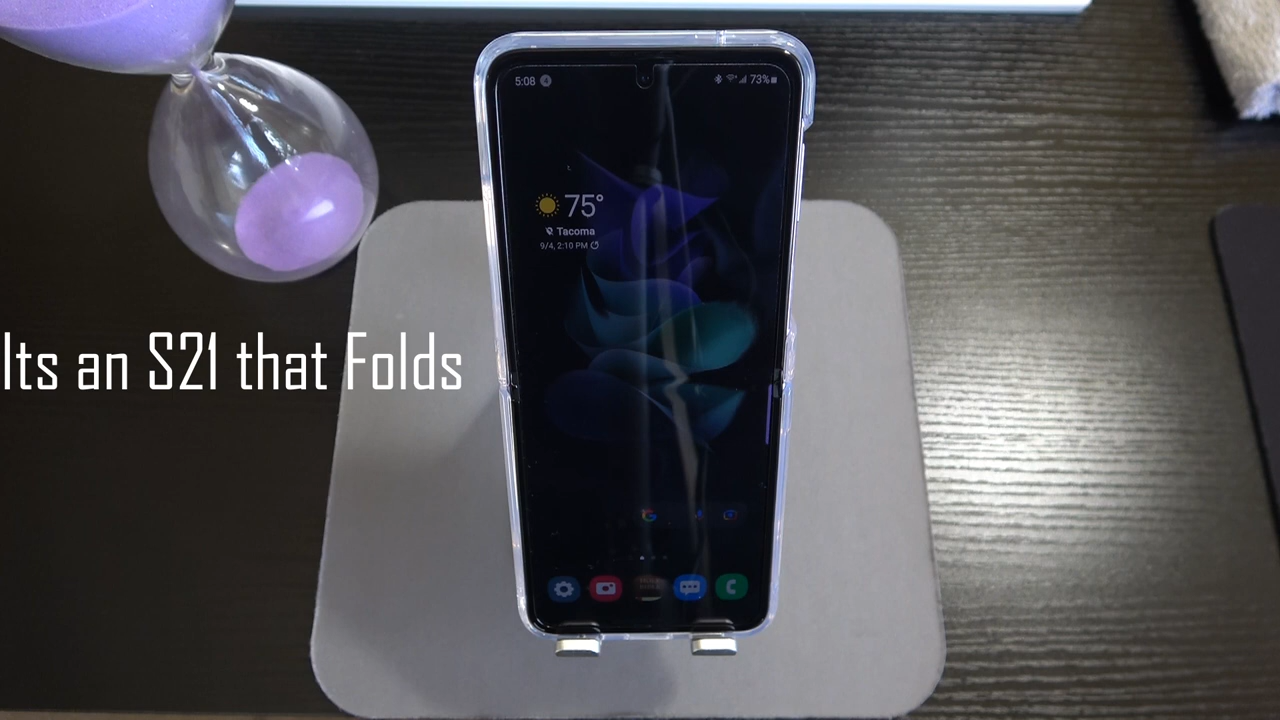 5:08
73%
75°
Tacoma
9/4, 2:10 PM
Its an S21 that Folds